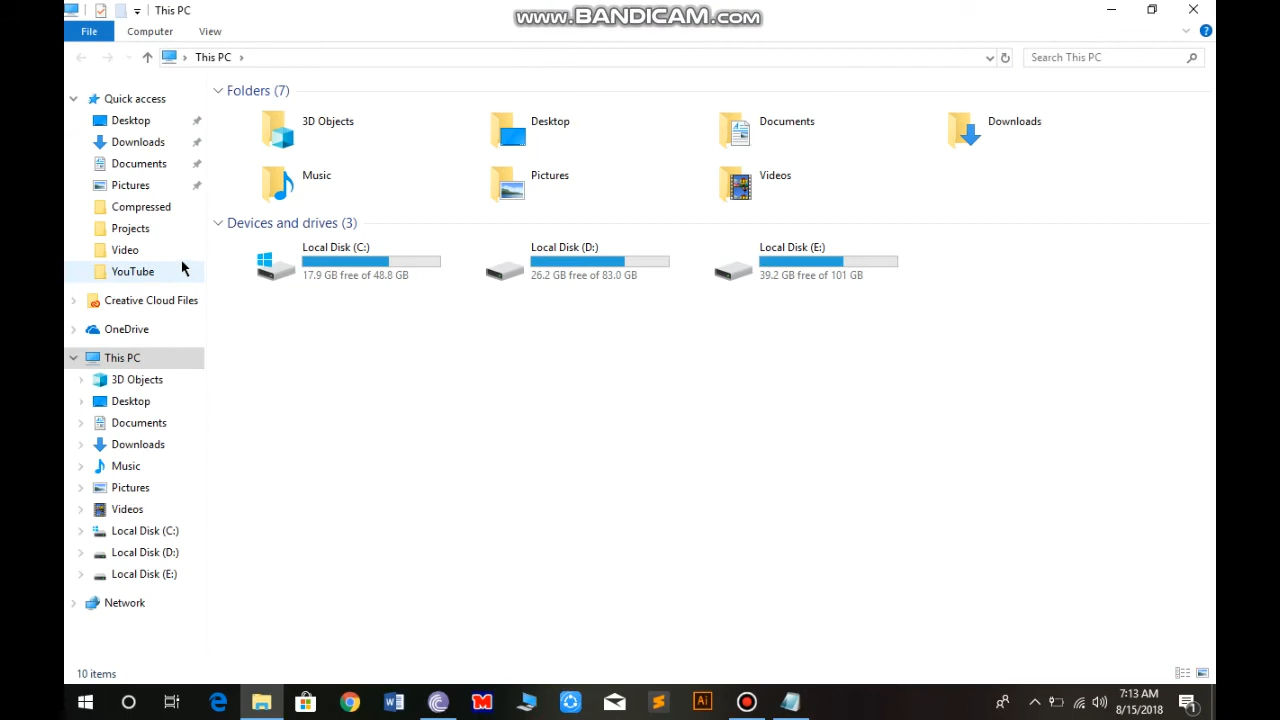 This PC
www.BANDICAM.com
File
Computer
View
This PC
Search This PC
Quick access
Desktop
Downloads
Documents
Pictures
Compressed
Projects
Video
YouTube
Creative Cloud Files
OneDrive
This PC
3D Objects
Desktop
Documents
Downloads
Music
Pictures
Videos
Local Disk (C:)
Local Disk (D:)
Local Disk (E:)
Network
Folders (7)
3D Objects
Desktop
Documents
Downloads
Music
Pictures
Videos
Devices and drives (3)
Local Disk (C:)
17.9 GB free of 48.8 GB
Local Disk (D:)
26.2 GB free of 83.0 GB
Local Disk (E:)
39.2 GB free of 101 GB
10 items
Ai
7:13 AM
8/15/2018
1